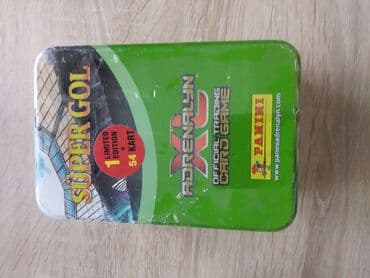 SUPER GOL
1 LIMITED
EDITION
+
54 KART
ADRENALYN
XL
OFFICIAL TRADING
CARD GAME
PANINI
www.paniniadrenalyn.com